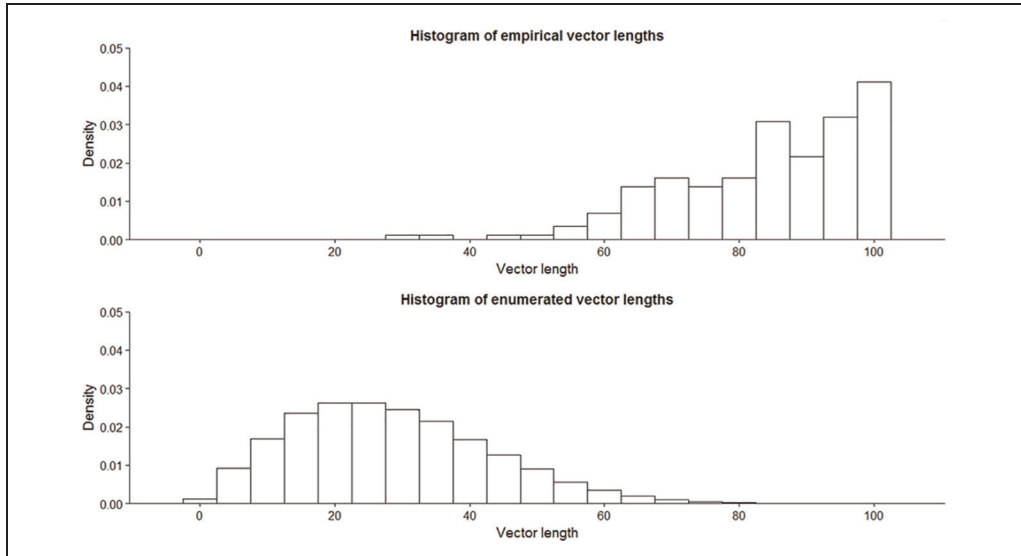 Histogram of empirical vector lengths
0.05
0.04
0.03
0.02
0.01
0.00
Density
0 20 40 60 80 100
Vector length
Histogram of enumerated vector lengths
0.05
0.04
0.03
0.02
0.01
0.00
Density
0 20 40 60 80 100
Vector length